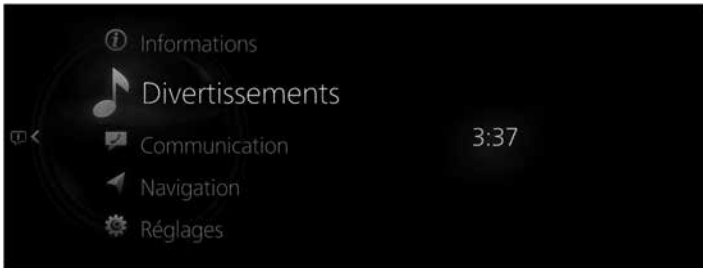 Informations
Divertissements
Communication
3:37
Navigation
Réglages